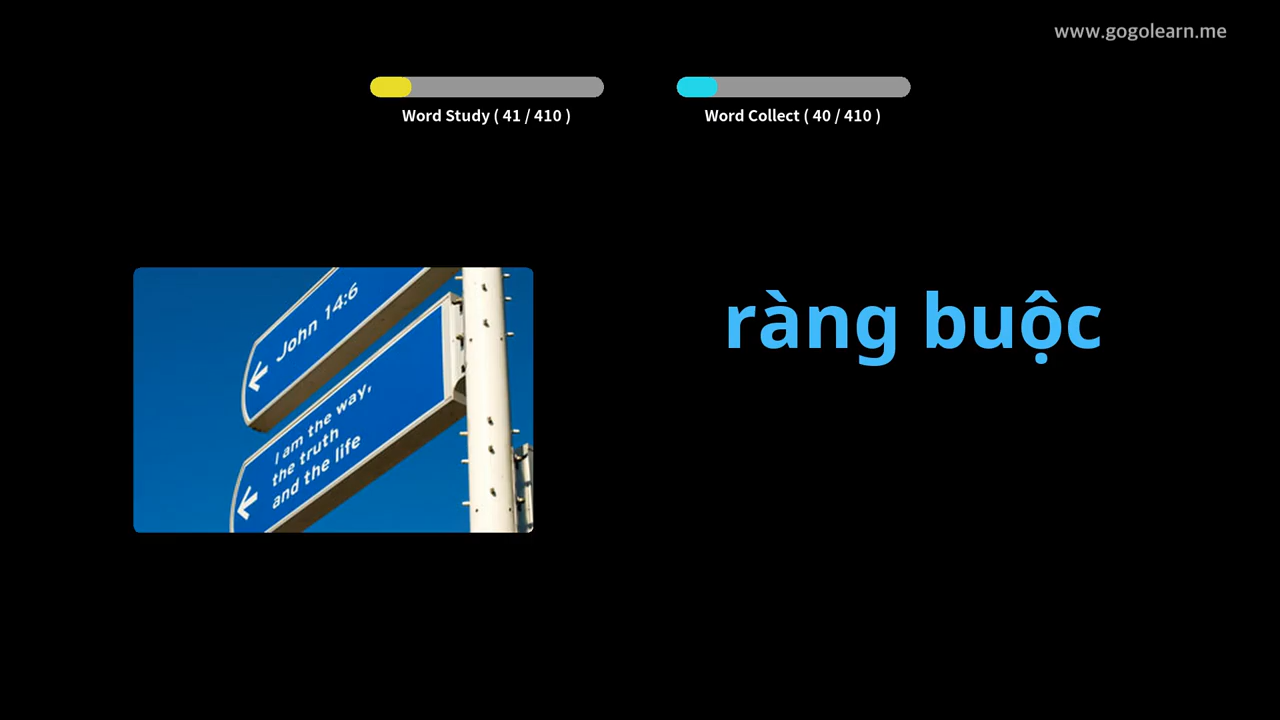 www.gogolearn.me
Word Study ( 41 / 410 )
Word Collect ( 40 / 410 )
John 14:6
I am the way,
the truth
and the life
ràng buộc